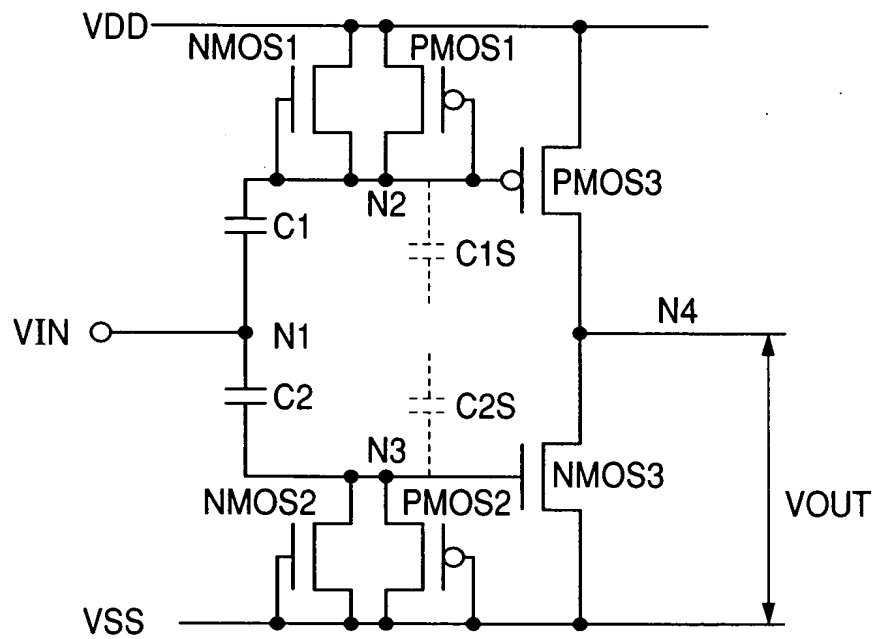 VDD
NMOS1
PMOS1
N2
PMOS3
C1
C1S
VIN
N1
N4
C2
C2S
N3
NMOS2
PMOS2
NMOS3
VOUT
VSS